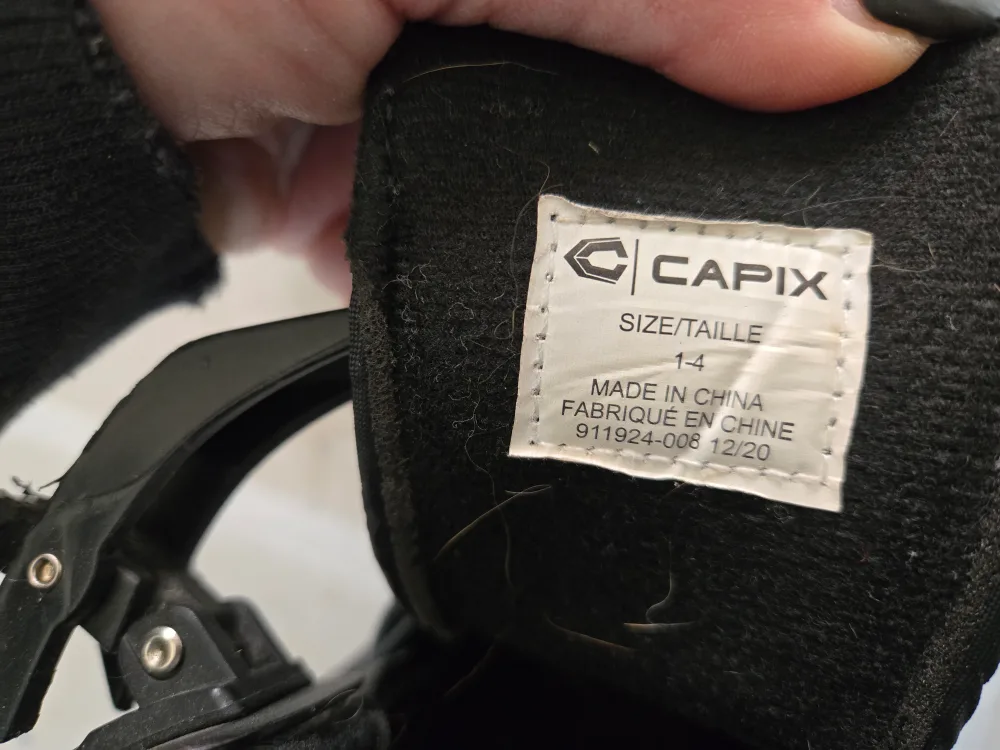 CAPIX
SIZE/TAILLE
1-4
MADE IN CHINA
FABRIQUÉ EN CHINE
911924-008 12/20